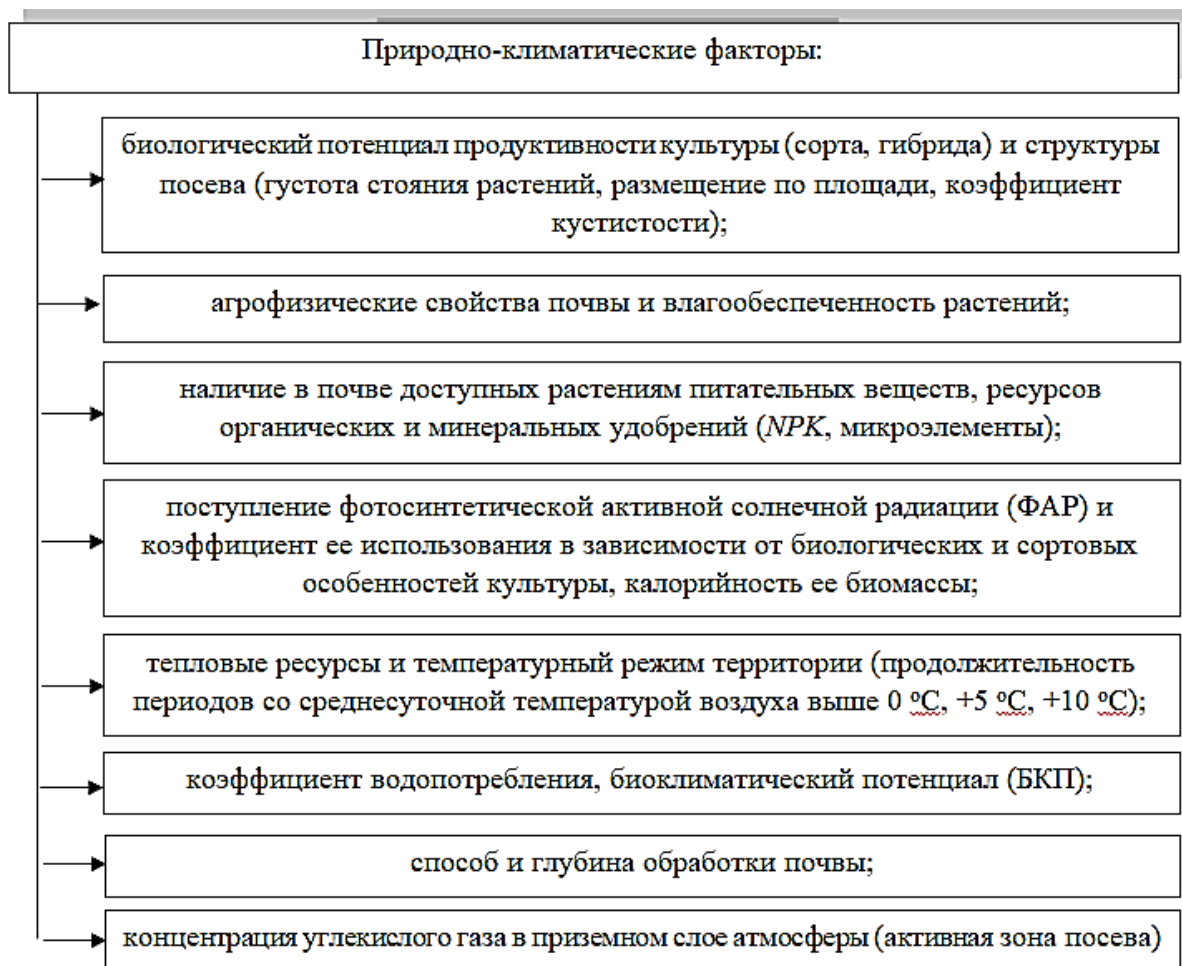 Природно-климатические факторы:
биологический потенциал продуктивности культуры (сорта, гибрида) и структуры
посева (густота стояния растений, размещение по площади, коэффициент
кустистости);
агрофизические свойства почвы и влагообеспеченность растений;
наличие в почве доступных растениям питательных веществ, ресурсов
органических и минеральных удобрений (NPK, микроэлементы);
поступление фотосинтетической активной солнечной радиации (ФАР) и
коэффициент ее использования в зависимости от биологических и сортовых
особенностей культуры, калорийность ее биомассы;
тепловые ресурсы и температурный режим территории (продолжительность
периодов со среднесуточной температурой воздуха выше 0 ºС, +5 ºС, +10 ºС);
коэффициент водопотребления, биоклиматический потенциал (БКП);
способ и глубина обработки почвы;
концентрация углекислого газа в приземном слое атмосферы (активная зона посева)